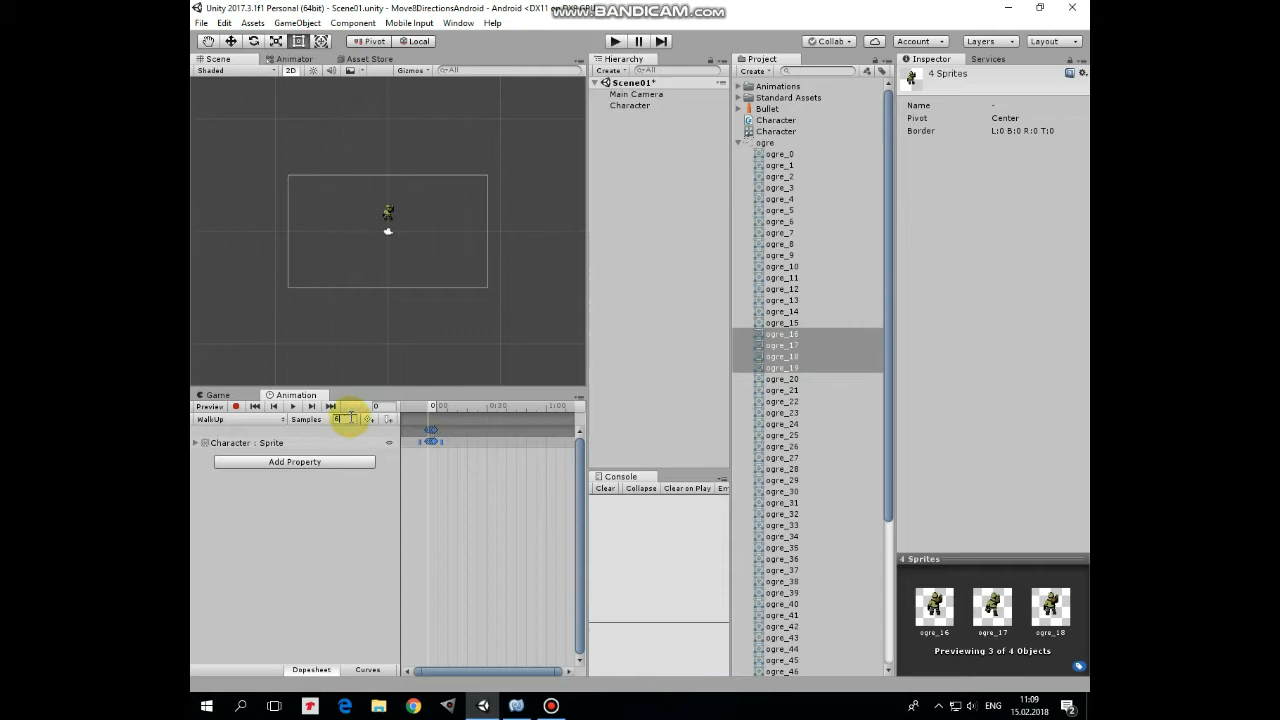 Unity 2017.3.1f1 Personal (64bit) - Scene01.unity - Move8DirectionsAndroid - Android <DX11 on
www.BANDICAM.com
File Edit Assets GameObject Component Mobile Input Window Help
Pivot Local
Collab Account Layers Layout
Scene Animator Asset Store
Shaded 2D Gizmos All
Hierarchy
Create All
Scene01*
Main Camera
Character
Project
Create
Animations
Standard Assets
Bullet
Character
Character
ogre
ogre_0
ogre_1
ogre_2
ogre_3
ogre_4
ogre_5
ogre_6
ogre_7
ogre_8
ogre_9
ogre_10
ogre_11
ogre_12
ogre_13
ogre_14
ogre_15
ogre_16
ogre_17
ogre_18
ogre_19
ogre_20
ogre_21
ogre_22
ogre_23
ogre_24
ogre_25
ogre_26
ogre_27
ogre_28
ogre_29
ogre_30
ogre_31
ogre_32
ogre_33
ogre_34
ogre_35
ogre_36
ogre_37
ogre_38
ogre_39
ogre_40
ogre_41
ogre_42
ogre_43
ogre_44
ogre_45
ogre_46
Inspector Services
4 Sprites
Name -
Pivot Center
Border L:0 B:0 R:0 T:0
4 Sprites
ogre_16 ogre_17 ogre_18
Previewing 3 of 4 Objects
Game Animation
Preview 0 0:00 0:30 1:00
WalkUp Samples 6
Character : Sprite
Add Property
Dopesheet Curves
Console
Clear Collapse Clear on Play
ENG
11:09
15.02.2018
2